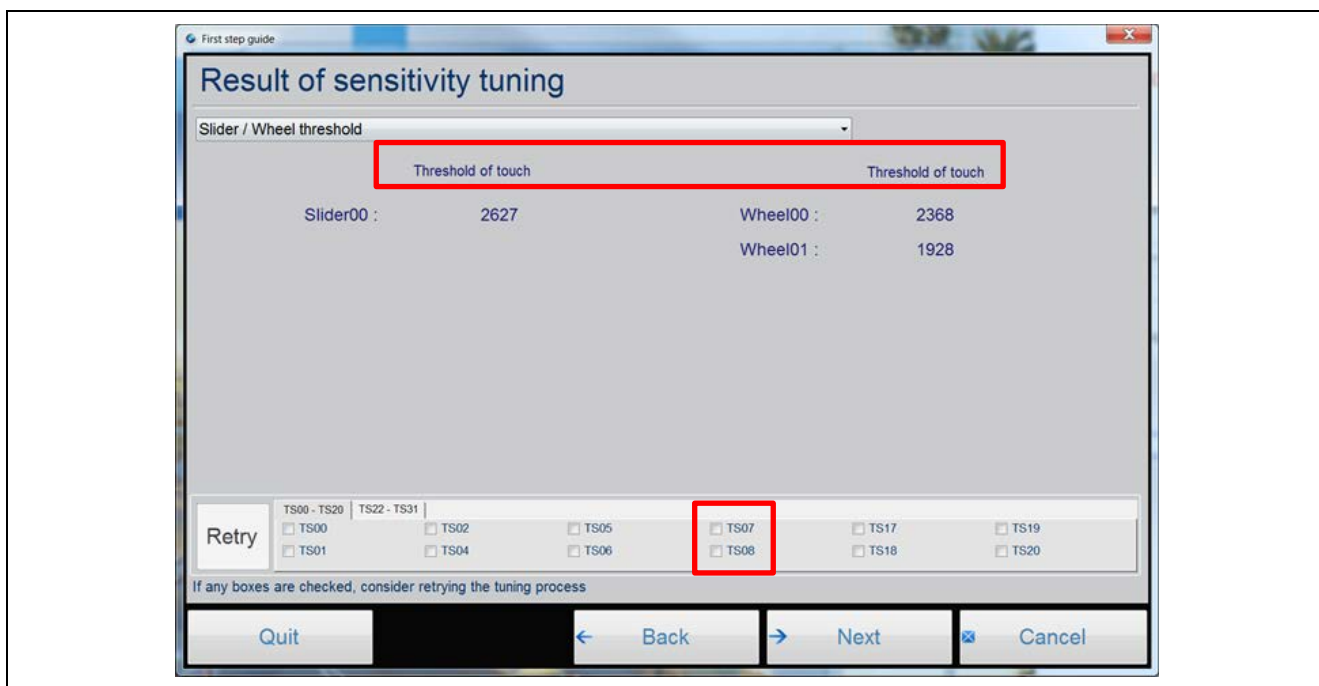 First step guide
Result of sensitivity tuning
Slider / Wheel threshold
Threshold of touch Threshold of touch
Slider00 : 2627 Wheel00 : 2368
Wheel01 : 1928
TS00 - TS20 TS22 - TS31
Retry
TS00 TS02 TS05 TS07 TS17 TS19
TS01 TS04 TS06 TS08 TS18 TS20
If any boxes are checked, consider retrying the tuning process
Quit Back Next Cancel